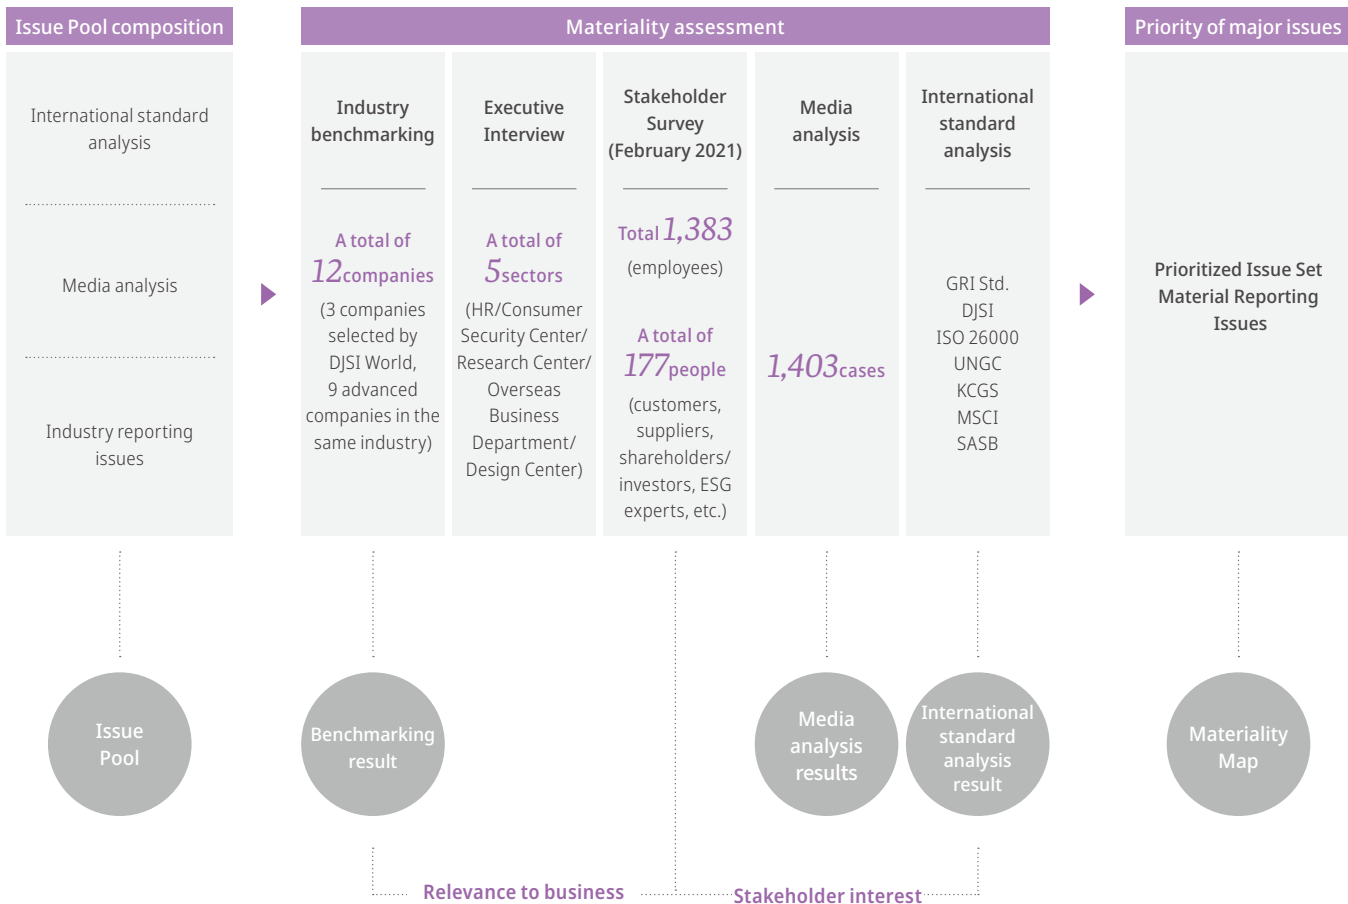 Issue Pool composition
International standard
analysis
Media analysis
Industry reporting
issues
Materiality assessment
Industry
benchmarking
A total of
12companies
(3 companies
selected by
DJSI World,
9 advanced
companies in the
same industry)
Executive
Interview
A total of
5sectors
(HR/Consumer
Security Center/
Research Center/
Overseas
Business
Department/
Design Center)
Stakeholder
Survey
(February 2021)
Total 1,383
(employees)
A total of
177people
(customers,
suppliers,
shareholders/
investors, ESG
experts, etc.)
Media
analysis
1,403cases
International
standard
analysis
GRI Std.
DJSI
ISO 26000
UNGC
KCGS
MSCI
SASB
Priority of major issues
Prioritized Issue Set
Material Reporting
Issues
Issue
Pool
Benchmarking
result
Media
analysis
results
International
standard
analysis
result
Materiality
Map
Relevance to business
Stakeholder interest